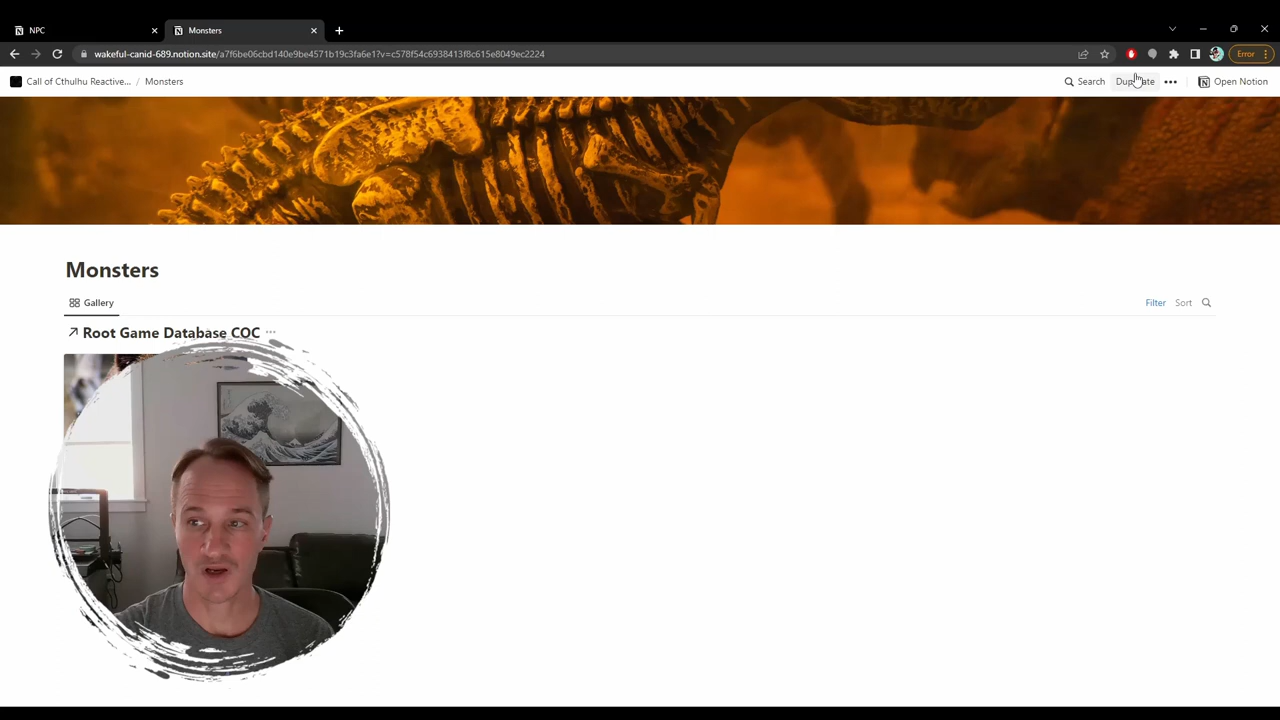 NPC
Monsters
wakeful-canid-689.notion.site/a7f6be06cbd140e9be4571b19c3fa6e1?v=c578f54c6938413f8c615e8049ec2224
Error
Call of Cthulhu Reactive... / Monsters
Search
Open Notion
Monsters
Gallery
Filter
Sort
Root Game Database COC